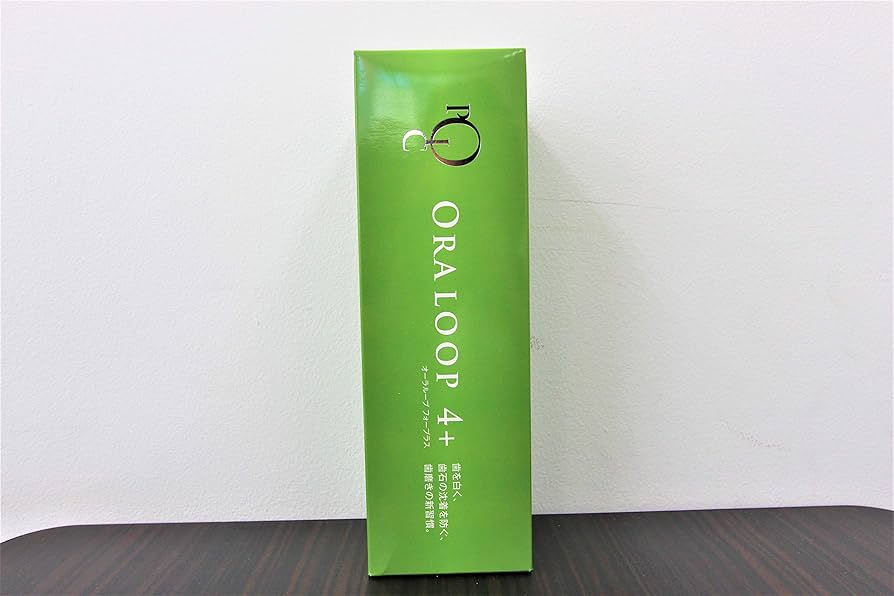 POLC
ORA LOOP 4+
オーラループ フォープラス
歯を白く、
歯石の沈着を防ぐ、
歯磨きの新習慣。